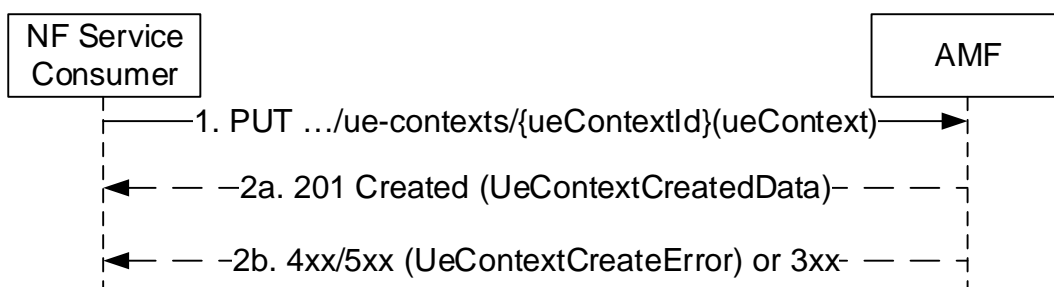 NF Service
Consumer
AMF
1. PUT …/ue-contexts/{ueContextId}(ueContext)
2a. 201 Created (UeContextCreatedData)
2b. 4xx/5xx (UeContextCreateError) or 3xx